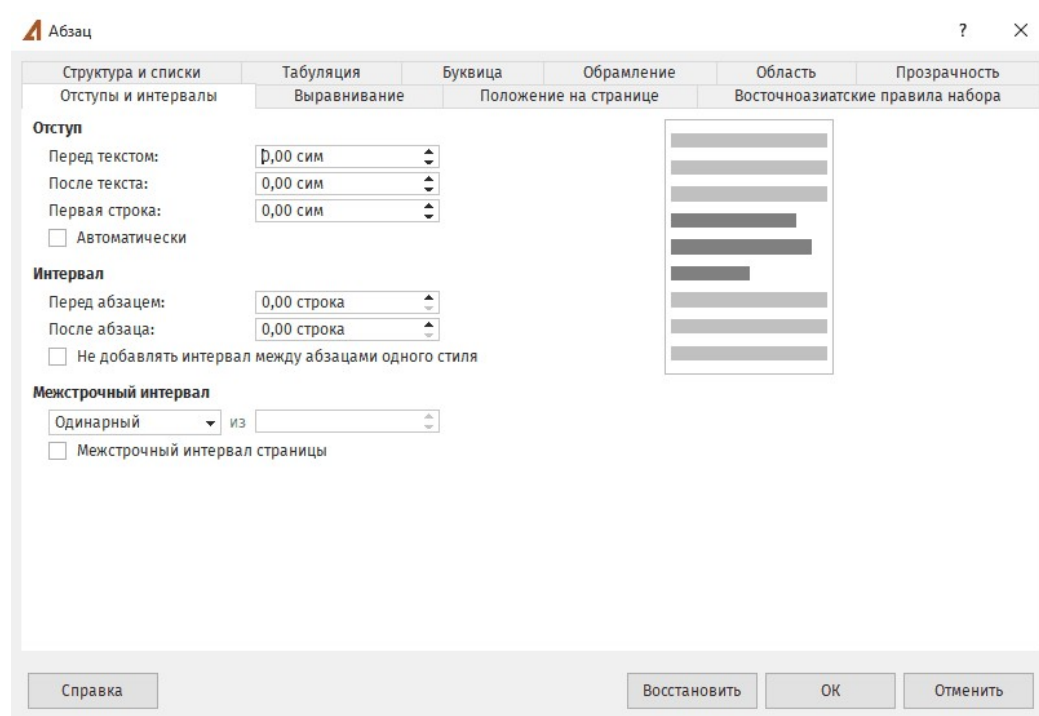 Абзац ?
Структура и списки Табуляция Буквица Обрамление Область Прозрачность
Отступы и интервалы Выравнивание Положение на странице Восточноазиатские правила набора
Отступ
Перед текстом: 0,00 сим
После текста: 0,00 сим
Первая строка: 0,00 сим
Автоматически
Интервал
Перед абзацем: 0,00 строка
После абзаца: 0,00 строка
Не добавлять интервал между абзацами одного стиля
Межстрочный интервал
Одинарный из
Межстрочный интервал страницы
Справка Восстановить ОК Отменить